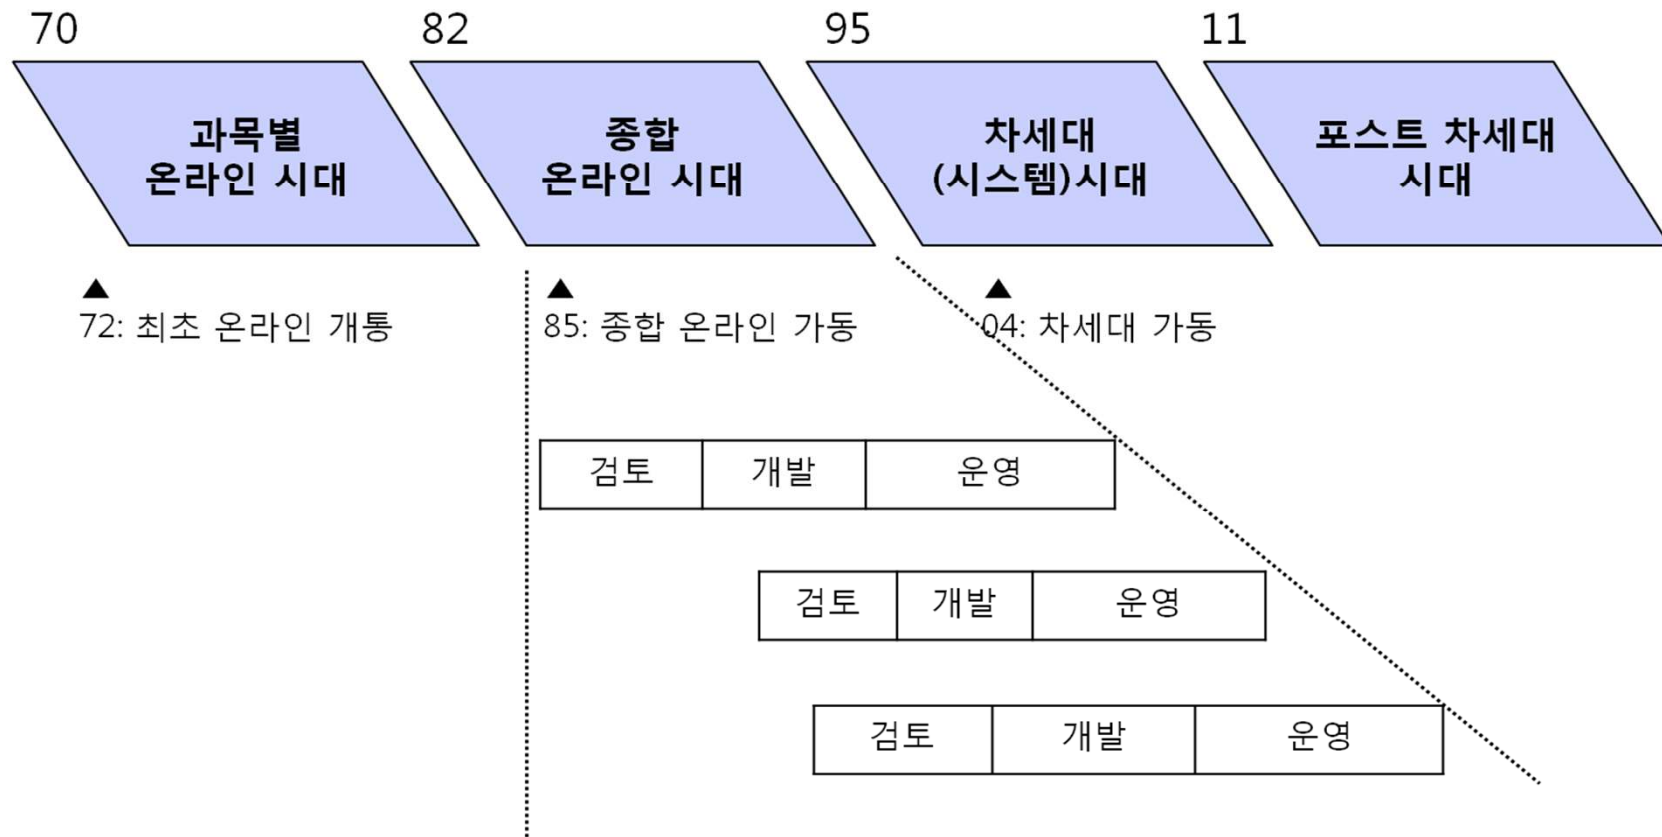 70
82
95
11
과목별
온라인 시대
종합
온라인 시대
차세대
(시스템)시대
포스트 차세대
시대
72: 최초 온라인 개통
85: 종합 온라인 가동
04: 차세대 가동
검토 개발 운영
검토 개발 운영
검토 개발 운영